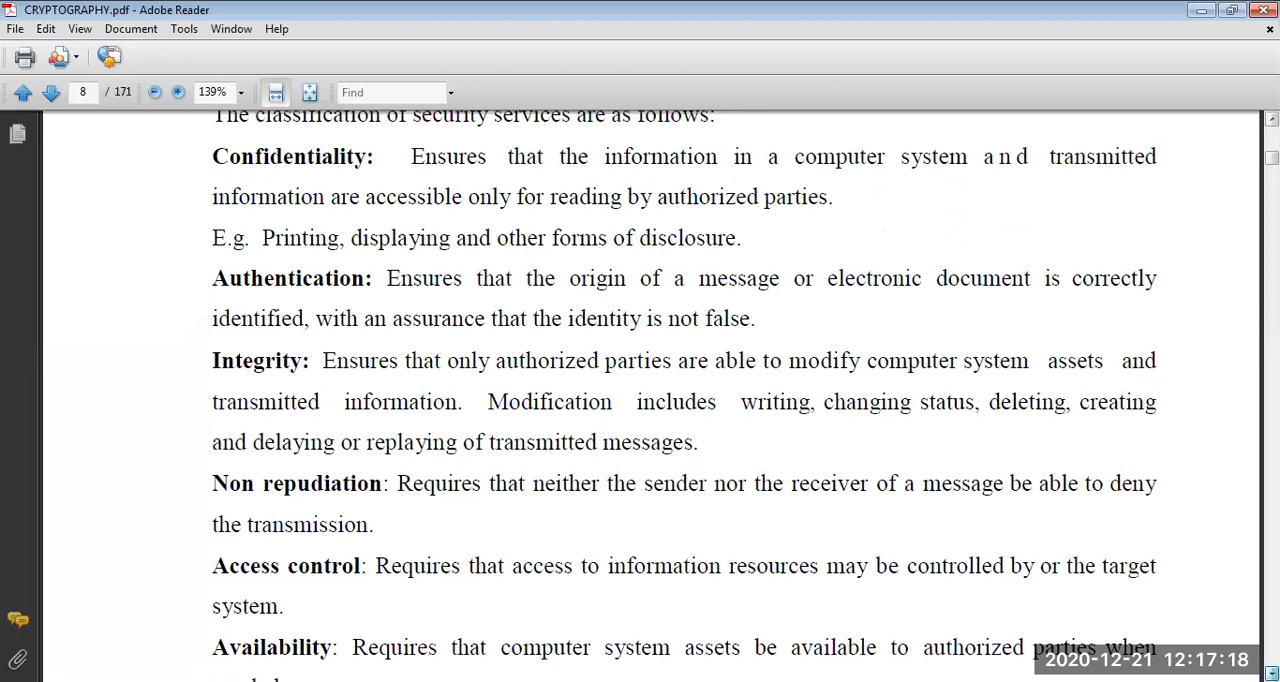 CRYPTOGRAPHY.pdf - Adobe Reader
File Edit View Document Tools Window Help
8 / 171 139% Find
The classification of security services are as follows:
Confidentiality: Ensures that the information in a computer system and transmitted
information are accessible only for reading by authorized parties.
E.g. Printing, displaying and other forms of disclosure.
Authentication: Ensures that the origin of a message or electronic document is correctly
identified, with an assurance that the identity is not false.
Integrity: Ensures that only authorized parties are able to modify computer system assets and
transmitted information. Modification includes writing, changing status, deleting, creating
and delaying or replaying of transmitted messages.
Non repudiation: Requires that neither the sender nor the receiver of a message be able to deny
the transmission.
Access control: Requires that access to information resources may be controlled by or the target
system.
Availability: Requires that computer system assets be available to authorized parties when
2020-12-21 12:17:18